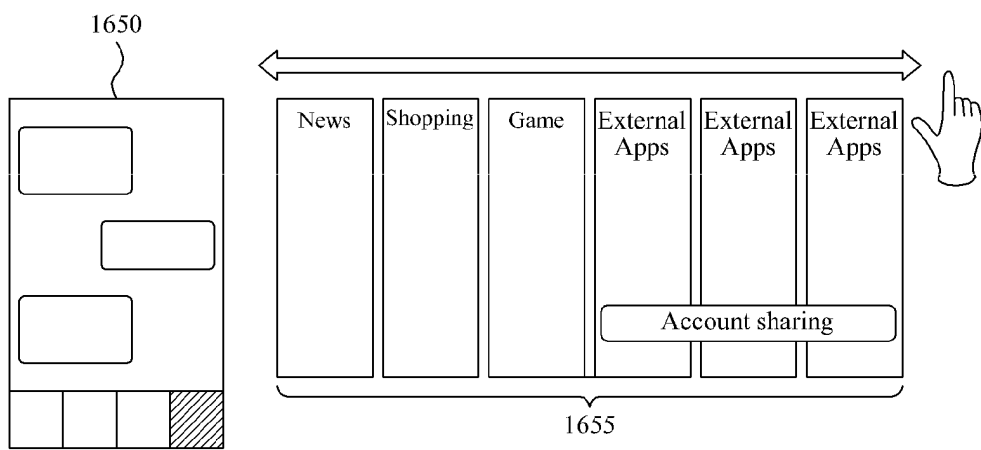 1650
News
Shopping
Game
External
Apps
External
Apps
External
Apps
Account sharing
1655